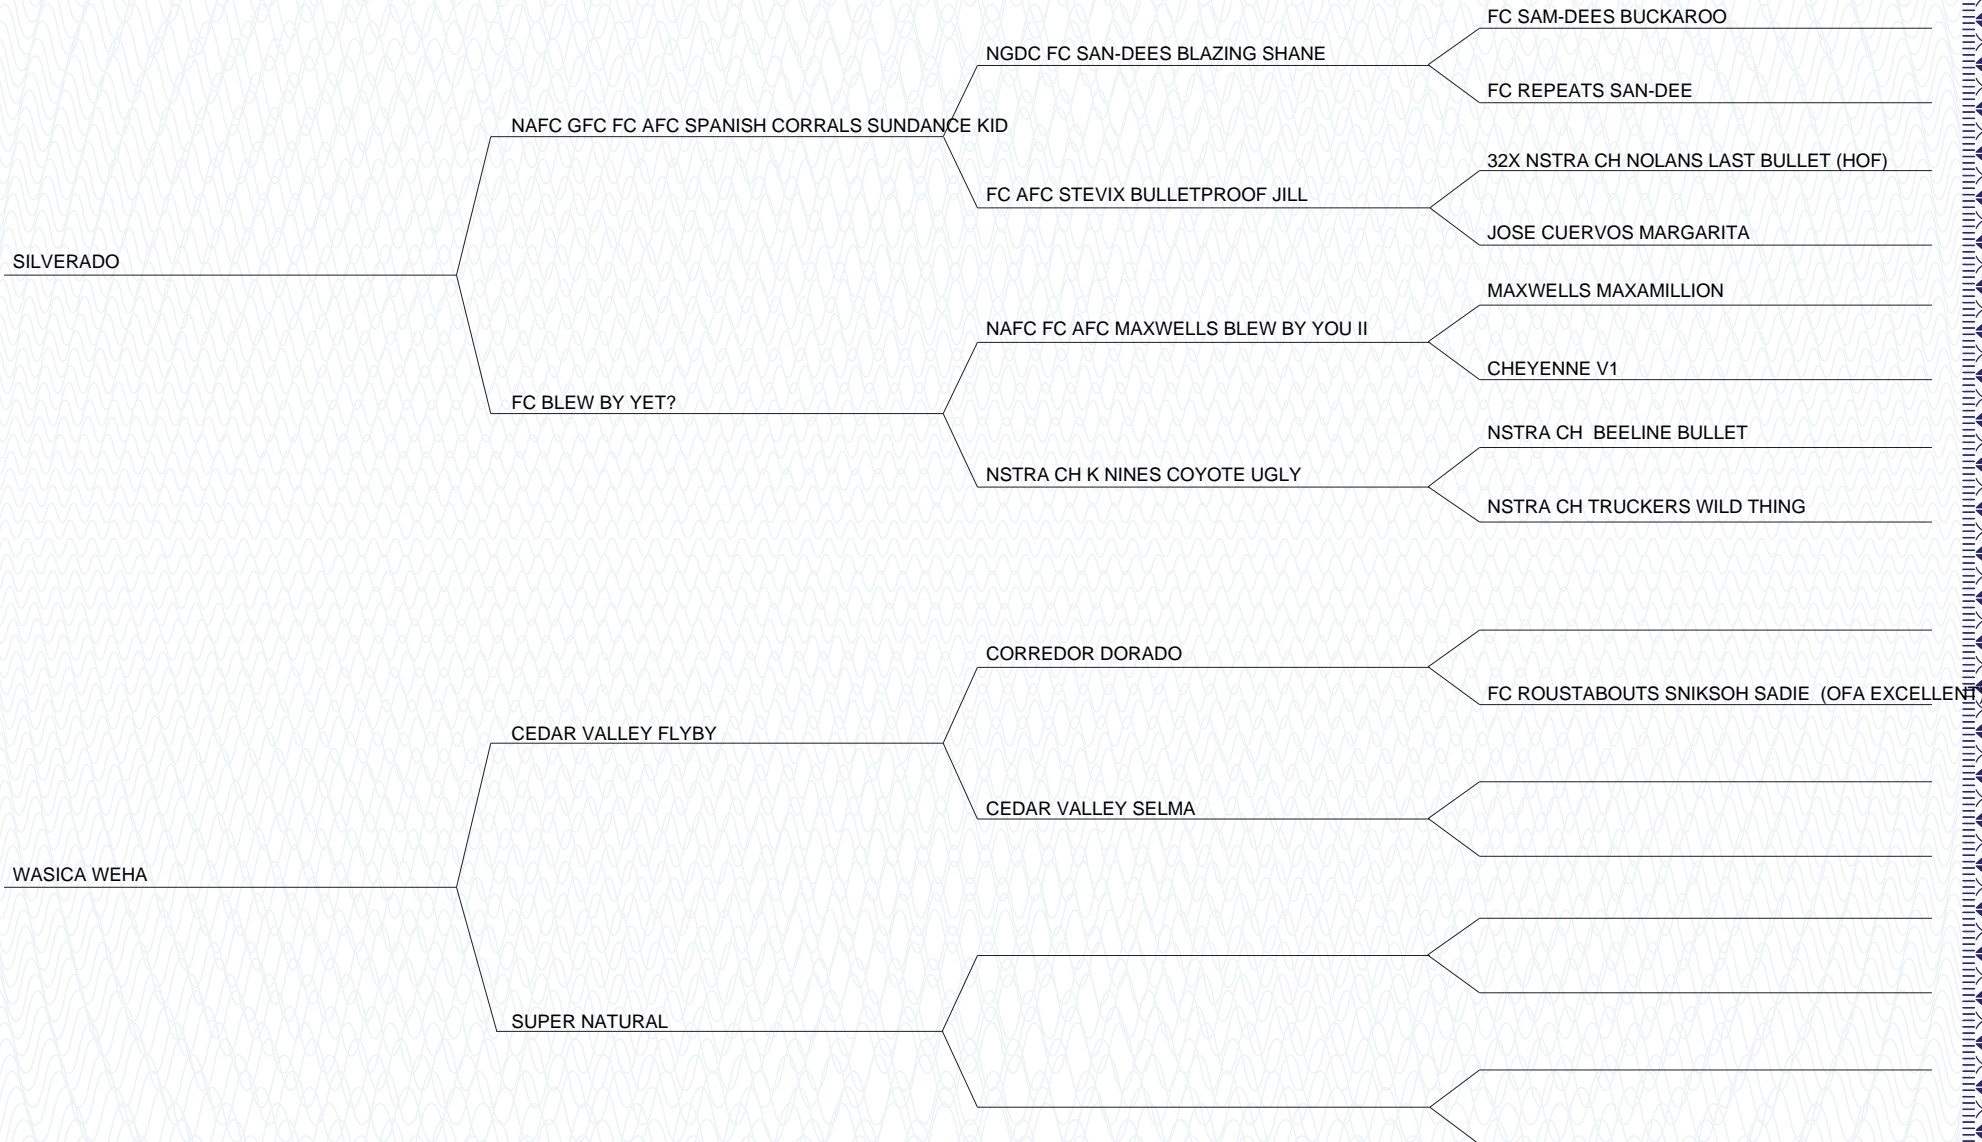 FC SAM-DEES BUCKAROO
NGDC FC SAN-DEES BLAZING SHANE
FC REPEATS SAN-DEE
NAFC GFC FC AFC SPANISH CORRALS SUNDANCE KID
32X NSTRA CH NOLANS LAST BULLET (HOF)
FC AFC STEVIX BULLETPROOF JILL
JOSE CUERVOS MARGARITA
SILVERADO
MAXWELLS MAXAMILLION
NAFC FC AFC MAXWELLS BLEW BY YOU II
CHEYENNE V1
FC BLEW BY YET?
NSTRA CH  BEELINE BULLET
NSTRA CH K NINES COYOTE UGLY
NSTRA CH TRUCKERS WILD THING
CORREDOR DORADO
FC ROUSTABOUTS SNIKSOH SADIE  (OFA EXCELLENT
CEDAR VALLEY FLYBY
CEDAR VALLEY SELMA
WASICA WEHA
SUPER NATURAL